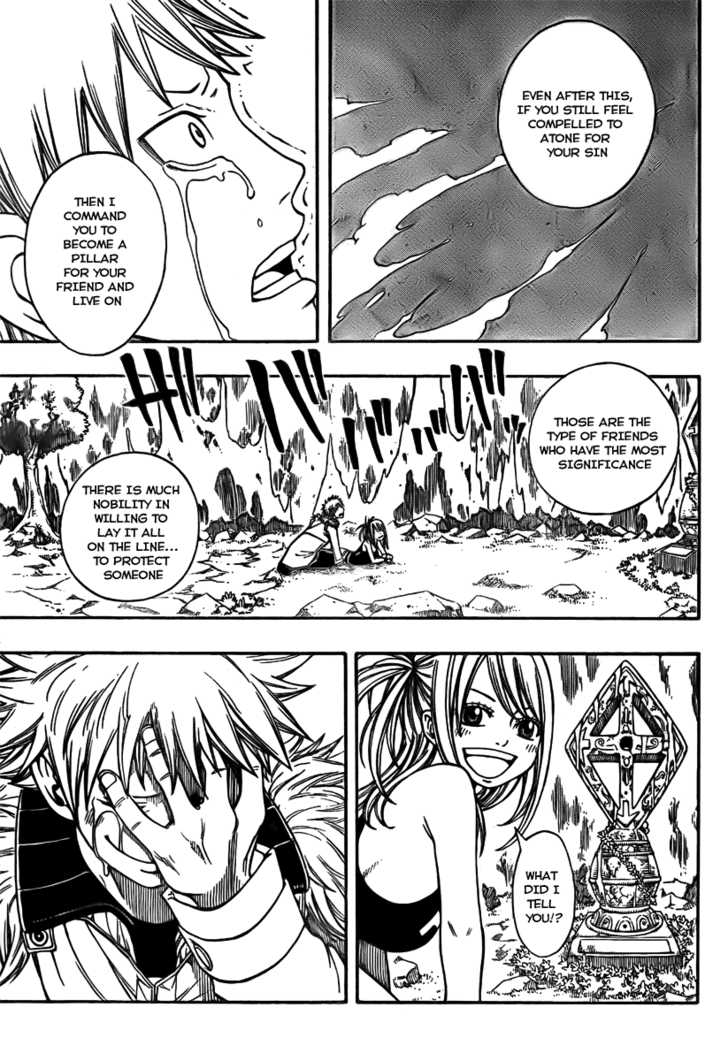 EVEN AFTER THIS,
IF YOU STILL FEEL
COMPELLED TO
ATONE FOR
YOUR SIN
THEN I
COMMAND
YOU TO
BECOME A
PILLAR
FOR YOUR
FRIEND AND
LIVE ON
THOSE ARE THE
TYPE OF FRIENDS
WHO HAVE THE MOST
SIGNIFICANCE
THERE IS MUCH
NOBILITY IN
WILLING TO
LAY IT ALL
ON THE LINE...
TO PROTECT
SOMEONE
WHAT
DID I
TELL
YOU!?